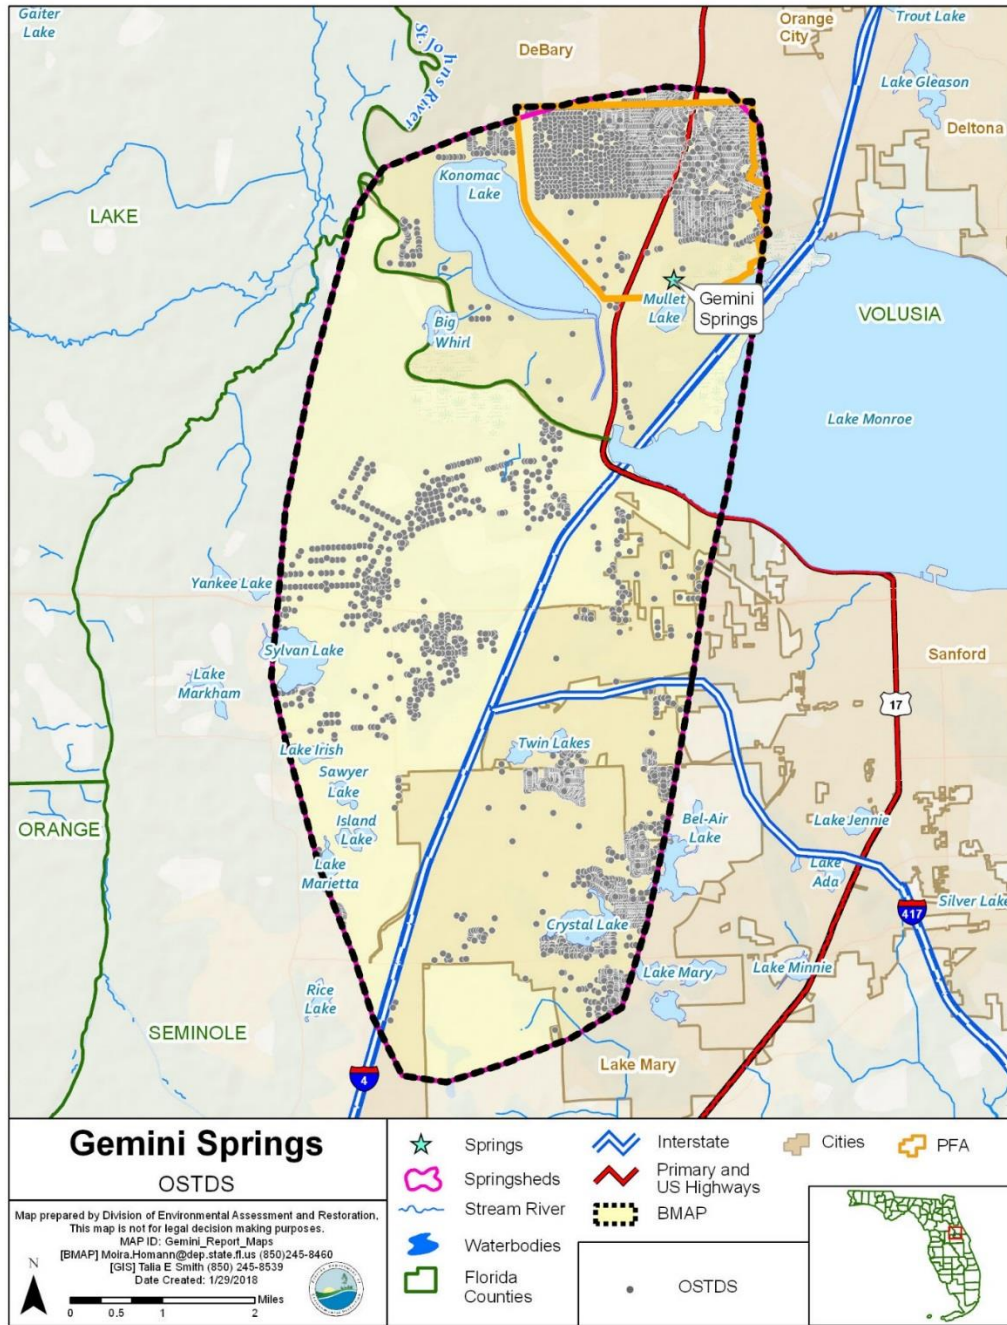 Gaiter
Lake
St. Johns River
DeBary
Orange
City
Trout Lake
Lake Gleason
Deltona
Konomac
Lake
LAKE
Mullet
Lake
Gemini
Springs
VOLUSIA
Big
Whirl
Lake Monroe
Yankee Lake
Sylvan Lake
Lake
Markham
Sanford
17
Lake Irish
Twin Lakes
Sawyer
Lake
Island
Lake
Bel-Air
Lake
Lake Jennie
ORANGE
Lake
Marietta
Lake
Ada
Silver Lake
417
Crystal Lake
Lake Mary
Lake Minnie
Rice
Lake
SEMINOLE
Lake Mary
4
Gemini Springs
OSTDS
Map prepared by Division of Environmental Assessment and Restoration.
This map is not for legal decision making purposes.
MAP ID: Gemini_Report_Maps
[BMAP] Moira.Homann@dep.state.fl.us (850)245-8460
[GIS] Talia E Smith (850) 245-8539
Date Created: 1/29/2018
N
Miles
0 0.5 1 2
Springs
Springsheds
Stream River
Waterbodies
Florida
Counties
Interstate
Primary and
US Highways
BMAP
Cities
PFA
OSTDS